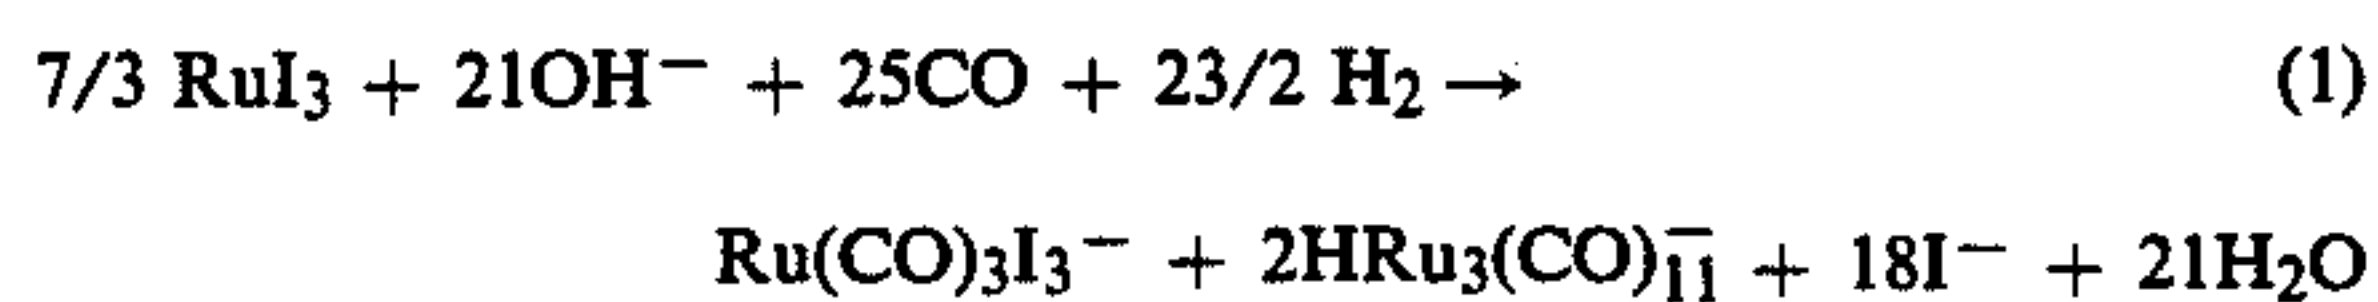 7/3 RuI₃ + 21OH⁻ + 25CO + 23/2 H₂ → (1)
Ru(CO)₃I₃⁻ + 2HRu₃(CO)₁₁⁻ + 18I⁻ + 21H₂O